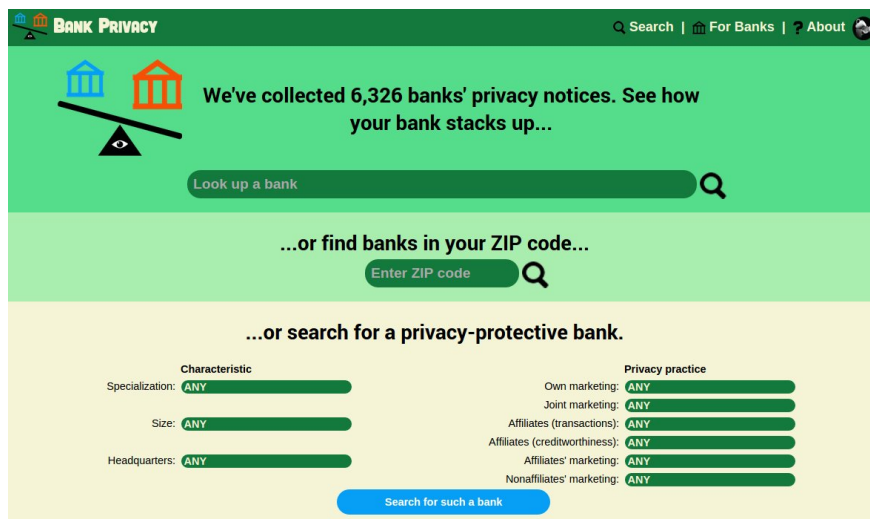 Bank Privacy
Search | For Banks | ? About
We've collected 6,326 banks' privacy notices. See how
your bank stacks up...
Look up a bank
...or find banks in your ZIP code...
Enter ZIP code
...or search for a privacy-protective bank.
Characteristic
Specialization: ANY
Size: ANY
Headquarters: ANY
Privacy practice
Own marketing: ANY
Joint marketing: ANY
Affiliates (transactions): ANY
Affiliates (creditworthiness): ANY
Affiliates' marketing: ANY
Nonaffiliates' marketing: ANY
Search for such a bank